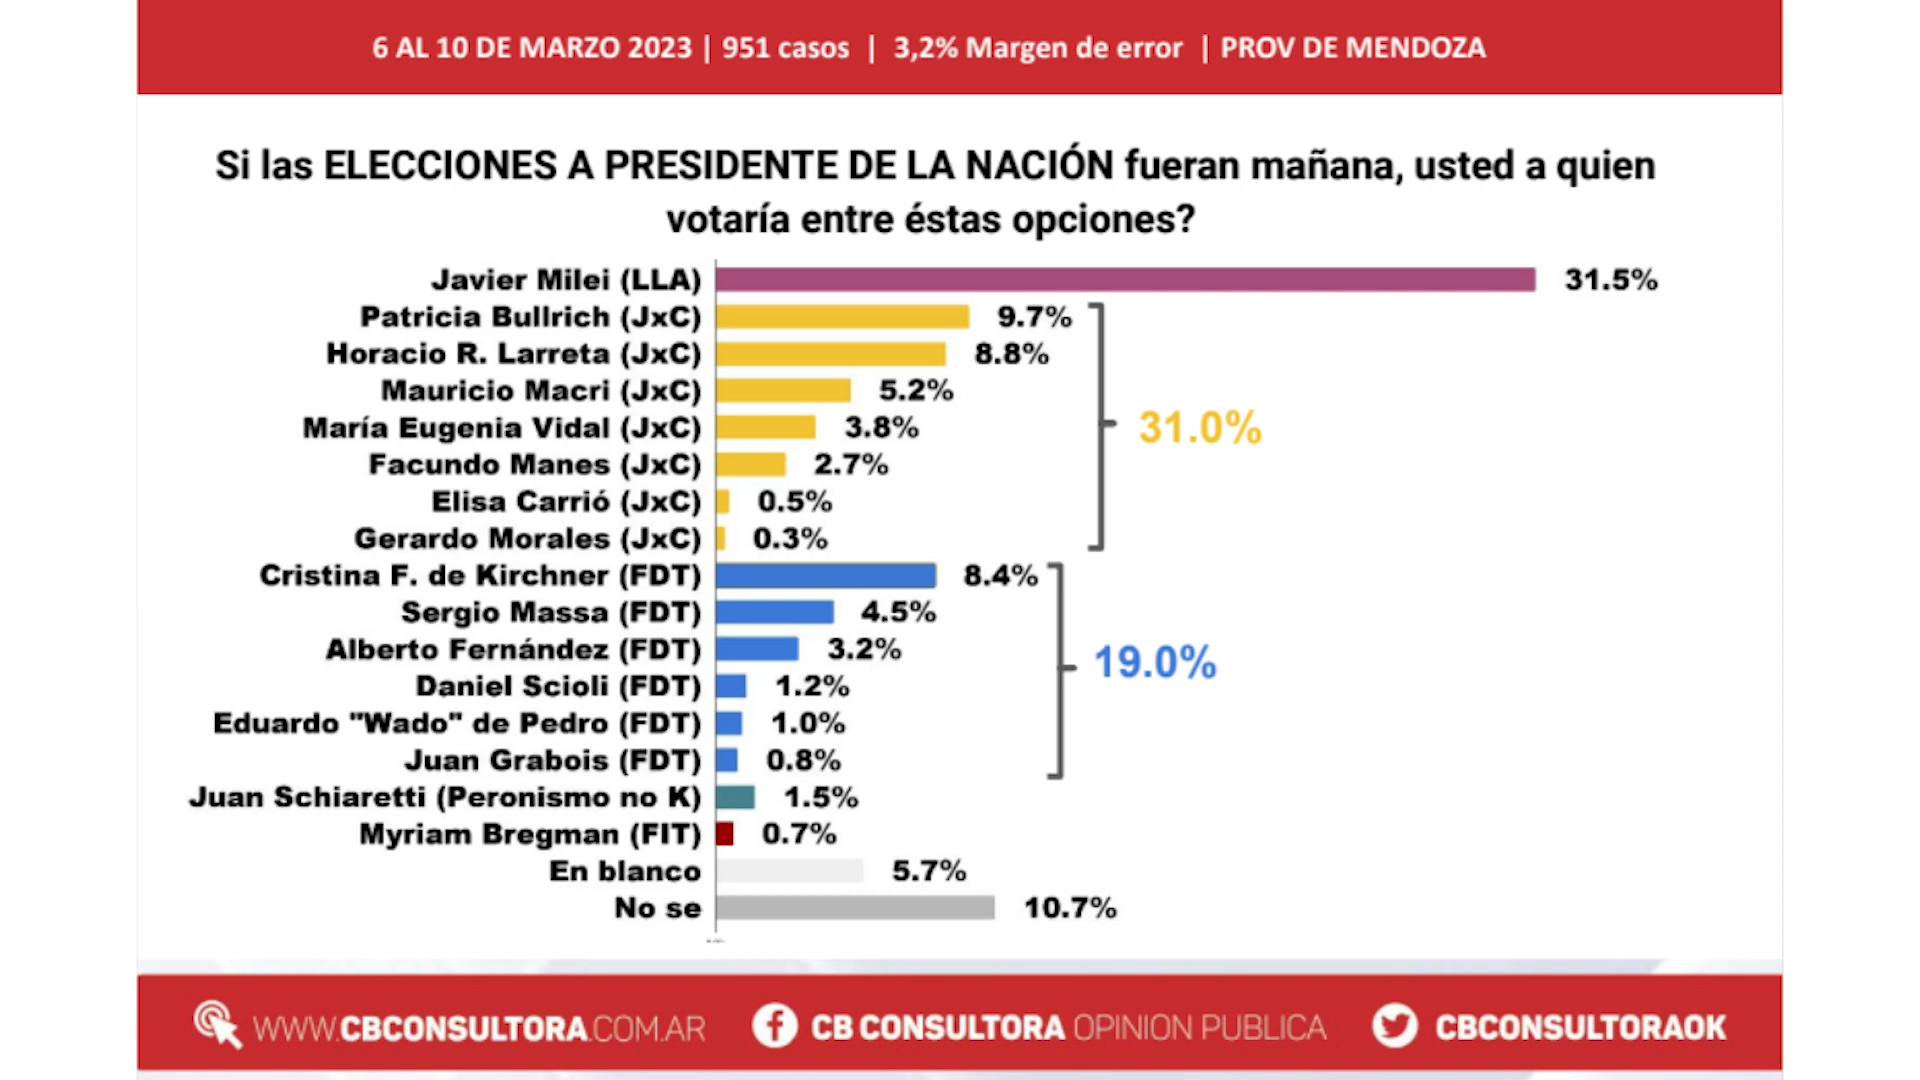 6 AL 10 DE MARZO 2023 | 951 casos | 3,2% Margen de error | PROV DE MENDOZA
Si las ELECCIONES A PRESIDENTE DE LA NACIÓN fueran mañana, usted a quien
votaría entre éstas opciones?
Javier Milei (LLA) 31.5%
Patricia Bullrich (JxC) 9.7%
Horacio R. Larreta (JxC) 8.8%
Mauricio Macri (JxC) 5.2%
María Eugenia Vidal (JxC) 3.8% 31.0%
Facundo Manes (JxC) 2.7%
Elisa Carrió (JxC) 0.5%
Gerardo Morales (JxC) 0.3%
Cristina F. de Kirchner (FDT) 8.4%
Sergio Massa (FDT) 4.5%
Alberto Fernández (FDT) 3.2% 19.0%
Daniel Scioli (FDT) 1.2%
Eduardo "Wado" de Pedro (FDT) 1.0%
Juan Grabois (FDT) 0.8%
Juan Schiaretti (Peronismo no K) 1.5%
Myriam Bregman (FIT) 0.7%
En blanco 5.7%
No se 10.7%
WWW.CBCONSULTORA.COM.AR CB CONSULTORA OPINION PUBLICA CBCONSULTORAOK